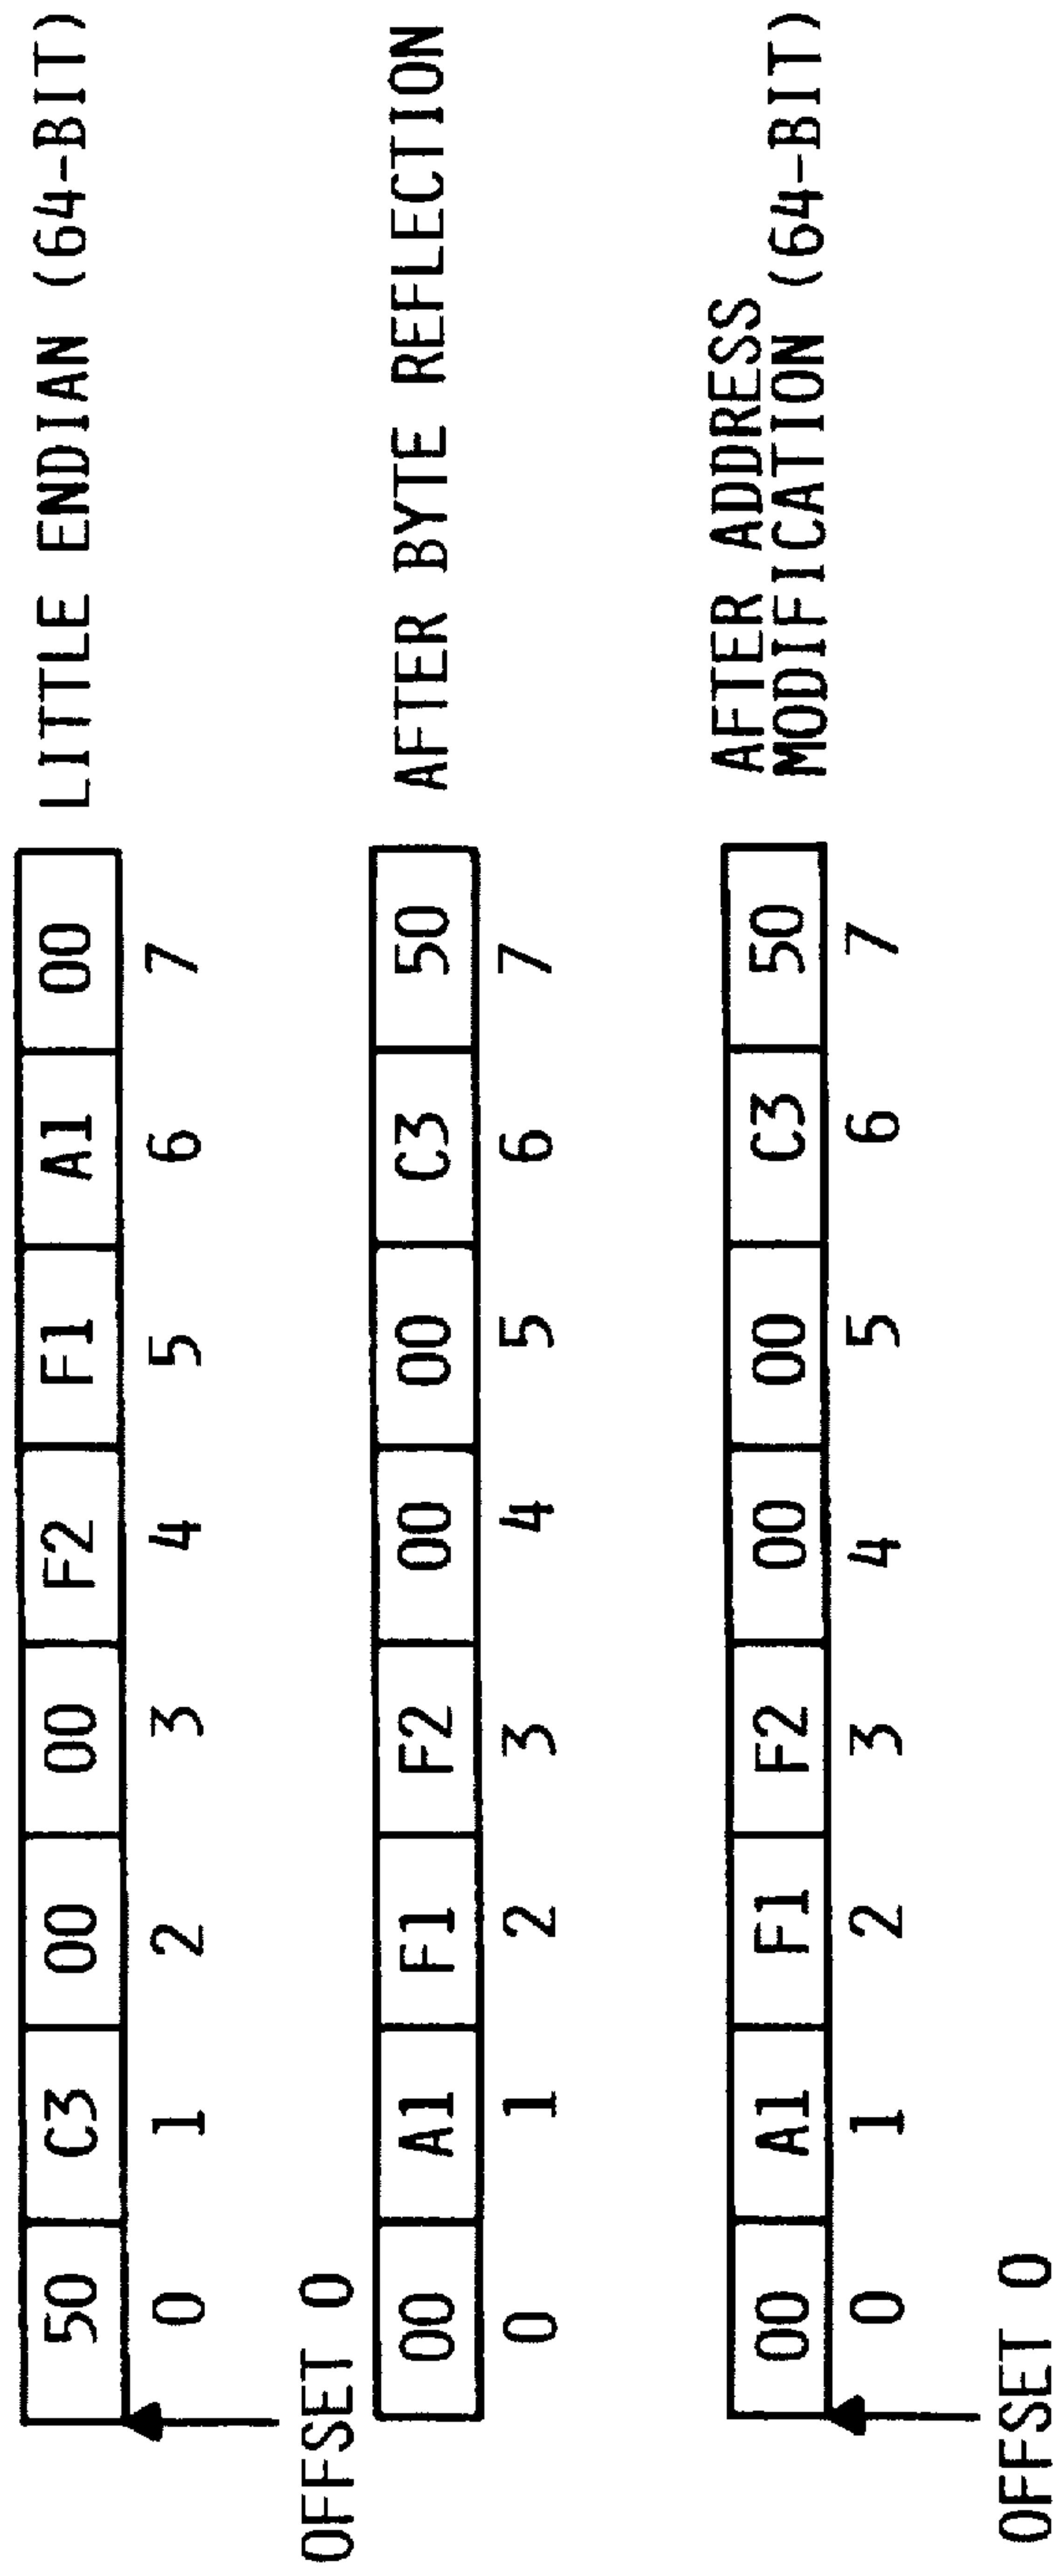 50 C3 00 00 F2 F1 A1 00 LITTLE ENDIAN (64-BIT)
0 1 2 3 4 5 6 7
OFFSET 0
00 A1 F1 F2 00 00 C3 50 AFTER BYTE REFLECTION
0 1 2 3 4 5 6 7
AFTER ADDRESS
00 A1 F1 F2 00 00 C3 50 MODIFICATION (64-BIT)
0 1 2 3 4 5 6 7
OFFSET 0